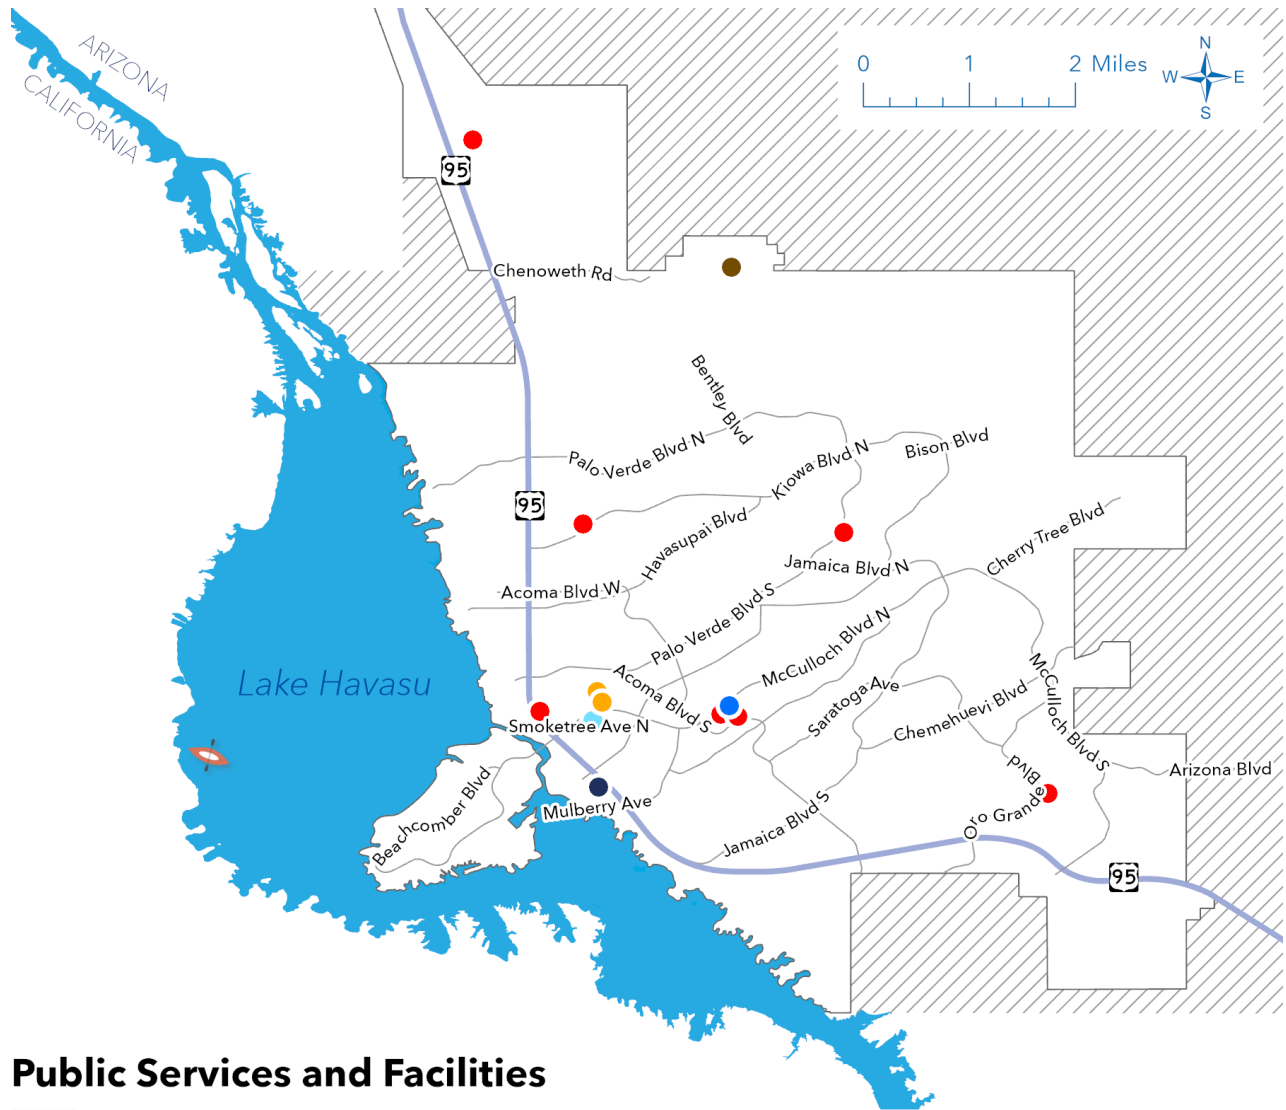 ARIZONA
CALIFORNIA
0 1 2 Miles
N
W E
S
95
Chenoweth Rd
Bentley Blvd
Palo Verde Blvd N
Kiowa Blvd N
Bison Blvd
95
Havasupai Blvd
Cherry Tree Blvd
Jamaica Blvd N
Acoma Blvd W
Palo Verde Blvd S
McCulloch Blvd N
Lake Havasu
Acoma Blvd S
Saratoga Ave
McCulloch Blvd S
Chemehuevi Blvd
Smoketree Ave N
Arizona Blvd
Beachcomber Blvd
Mulberry Ave
Jamaica Blvd S
Oro Grande Blvd
95
Public Services and Facilities